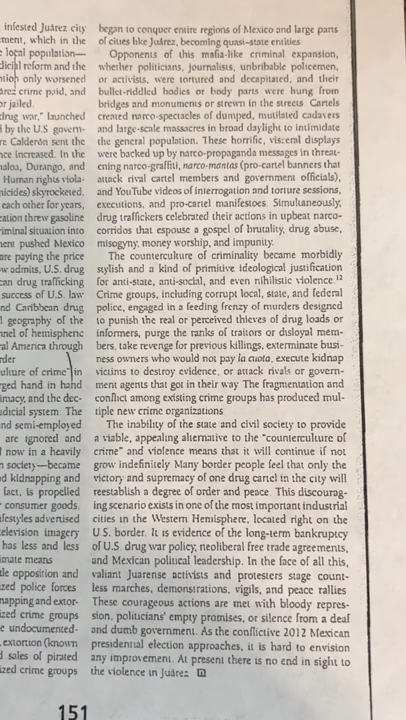 infested Juárez city
ment, which in the
e local population—
dicial reform and the
ntion only worsened
árez crime paid, and
or jailed.
drug war," launched
d by the U.S govern-
re Calderón sent the
nce increased. In the
naloa, Durango, and
Human rights viola-
nicides) skyrocketed.
each other for years,
zation threw gasoline
riminal situation into
nent pushed Mexico
are paying the price
w admits, U.S. drug
can drug trafficking
success of U.S. law
nd Caribbean drug
l geography of the
nnel of hemispheric
ral America through
rder
ulture of crime" in
rged hand in hand
imacy, and the dec-
udicial system. The
nd semi-employed
are ignored and
l now in a heavily
n society—became
d kidnapping and
fact, is propelled
r consumer goods,
ifestyles advertised
elevision imagery
has less and less
imate means
tle opposition and
ized police forces
napping and extor-
ized crime groups
e undocumented-
, extortion (known
d sales of pirated
ized crime groups
began to conquer entire regions of Mexico and large parts
of cities like Juárez, becoming quasi-state entities
Opponents of this mafia-like criminal expansion,
whether politicians, journalists, unbribable policemen,
or activists, were tortured and decapitated, and their
bullet-riddled bodies or body parts were hung from
bridges and monuments or strewn in the streets Cartels
created narco-spectacles of dumped, mutilated cadavers
and large-scale massacres in broad daylight to intimidate
the general population. These horrific, visceral displays
were backed up by narco-propaganda messages in threat-
ening narco-graffiti, narco-mantas (pro-cartel banners that
attack rival cartel members and government officials),
and YouTube videos of interrogation and torture sessions,
executions, and pro-cartel manifestoes. Simultaneously,
drug traffickers celebrated their actions in upbeat narco-
corridos that espouse a gospel of brutality, drug abuse,
misogyny, money worship, and impunity.
The counterculture of criminality became morbidly
stylish and a kind of primitive ideological justification
for anti-state, anti-social, and even nihilistic violence.12
Crime groups, including corrupt local, state, and federal
police, engaged in a feeding frenzy of murders designed
to punish the real or perceived thieves of drug loads or
informers, purge the ranks of traitors or disloyal mem-
bers, take revenge for previous killings, exterminate busi-
ness owners who would not pay la cuota, execute kidnap
victims to destroy evidence, or attack rivals or govern-
ment agents that got in their way The fragmentation and
conflict among existing crime groups has produced mul-
tiple new crime organizations
The inability of the state and civil society to provide
a viable, appealing alternative to the "counterculture of
crime" and violence means that it will continue if not
grow indefinitely Many border people feel that only the
victory and supremacy of one drug cartel in the city will
reestablish a degree of order and peace This discourag-
ing scenario exists in one of the most important industrial
cities in the Western Hemisphere, located right on the
U S. border. It is evidence of the long-term bankruptcy
of U.S. drug war policy, neoliberal free trade agreements,
and Mexican political leadership. In the face of all this,
valiant Juarense activists and protesters stage count-
less marches, demonstrations, vigils, and peace rallies
These courageous actions are met with bloody repres-
sion, politicians' empty promises, or silence from a deaf
and dumb government. As the conflictive 2012 Mexican
presidential election approaches, it is hard to envision
any improvement. At present there is no end in sight to
the violence in Juárez
151